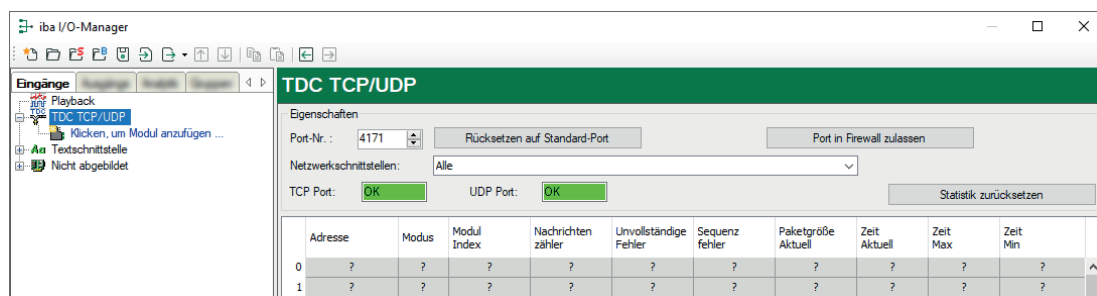 iba I/O-Manager
Eingänge
TDC TCP/UDP
Playback
TDC TCP/UDP
Klicken, um Modul anzufügen ...
Textschnittstelle
Nicht abgebildet
Eigenschaften
Port-Nr. : 4171 Rücksetzen auf Standard-Port Port in Firewall zulassen
Netzwerkschnittstellen: Alle
TCP Port: OK UDP Port: OK Statistik zurücksetzen
Adresse Modus Modul Index Nachrichten zähler Unvollständige Fehler Sequenz fehler Paketgröße Aktuell Zeit Aktuell Zeit Max Zeit Min
0 ? ? ? ? ? ? ? ? ? ?
1 ? ? ? ? ? ? ? ? ? ?